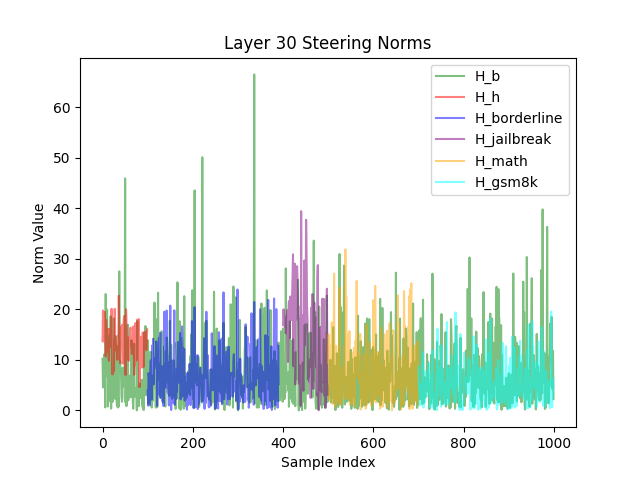 Layer 30 Steering Norms
H_b
H_h
H_borderline
H_jailbreak
H_math
H_gsm8k
Norm Value
60
50
40
30
20
10
0
0 200 400 600 800 1000
Sample Index